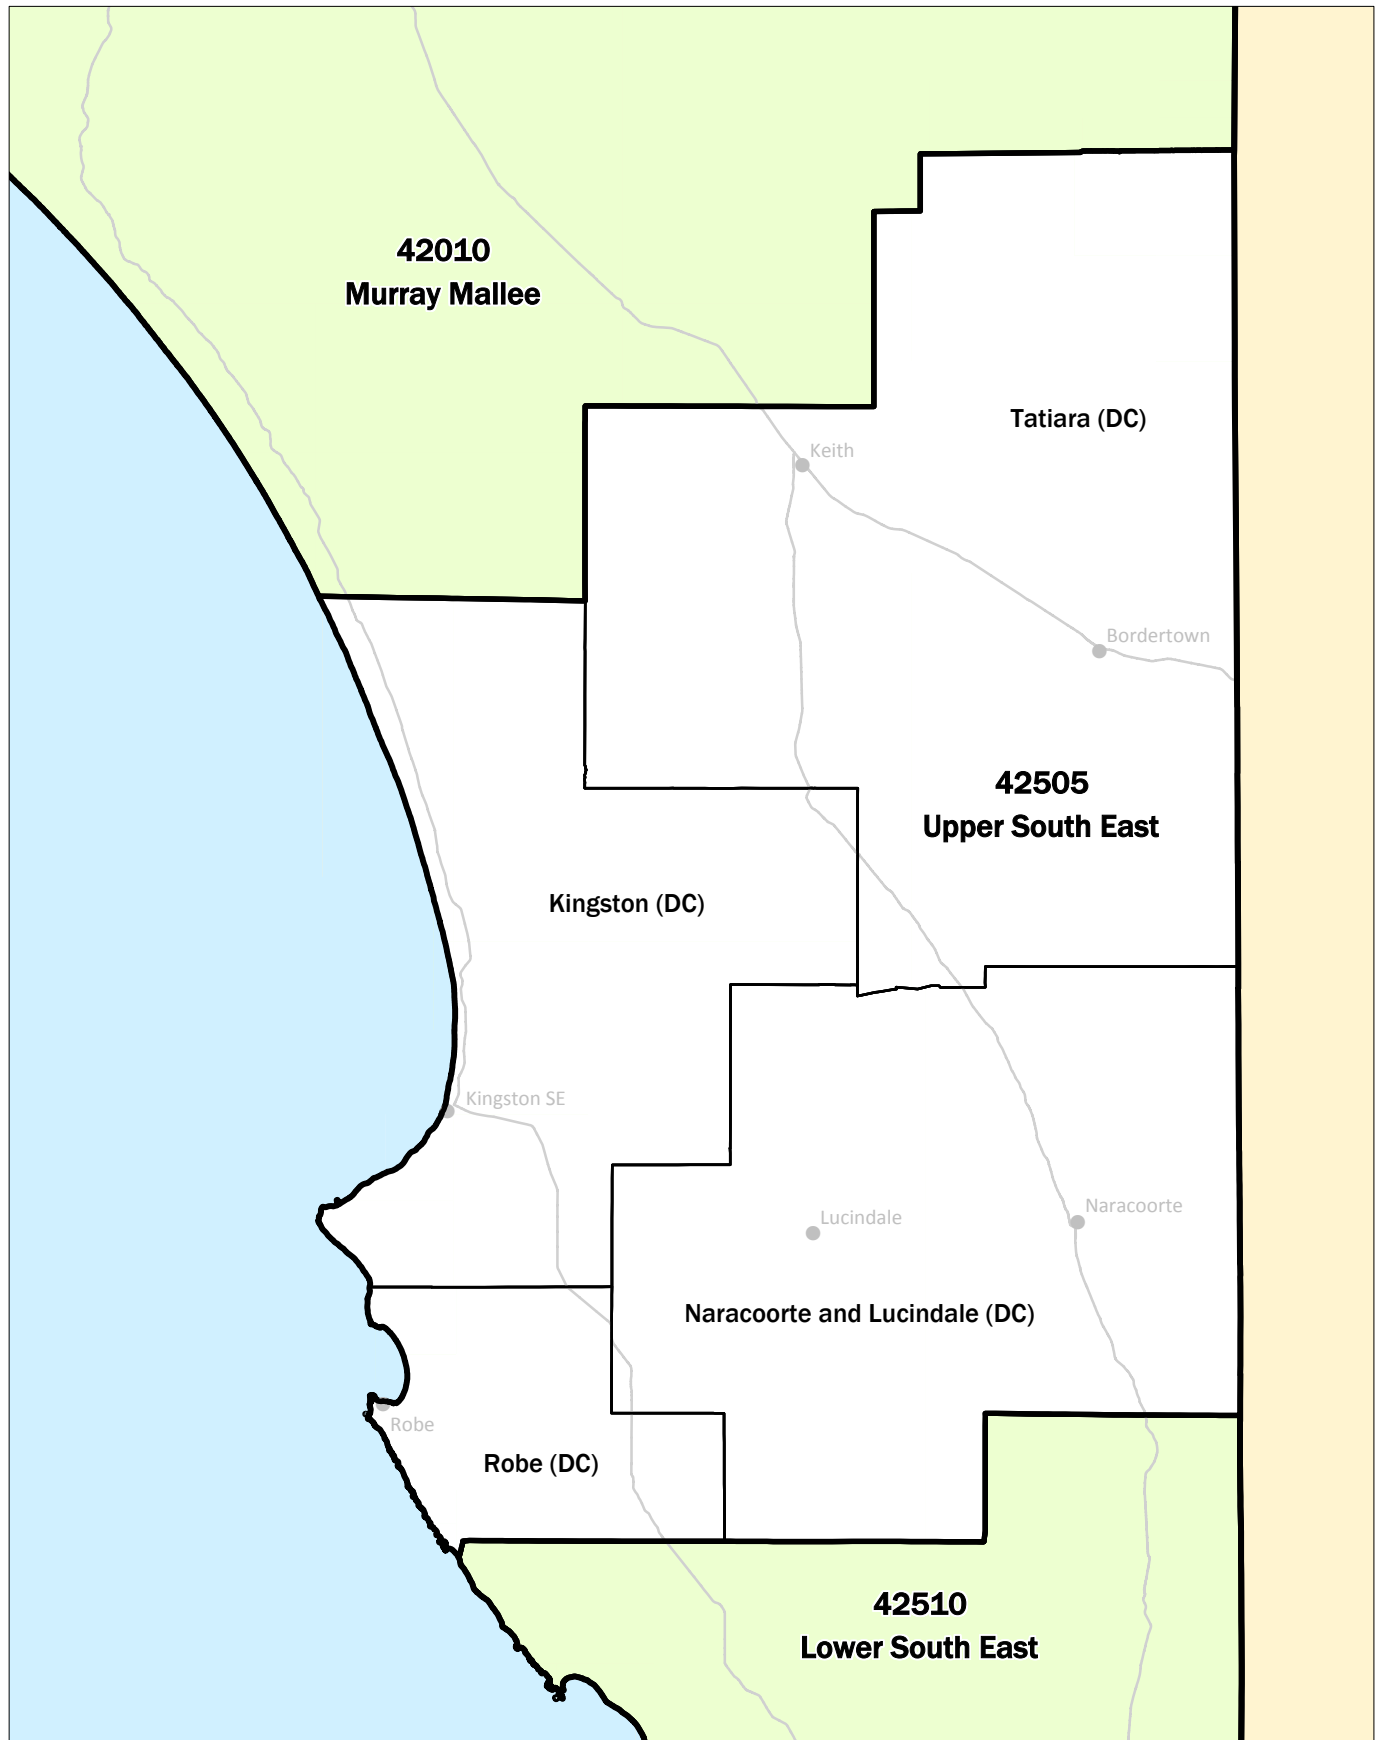 42010
Murray Mallee
Tatiara (DC)
Keith
Bordertown
42505
Upper South East
Kingston (DC)
Kingston SE
Naracoorte
Lucindale
Naracoorte and Lucindale (DC)
Robe
Robe (DC)
42510
Lower South East